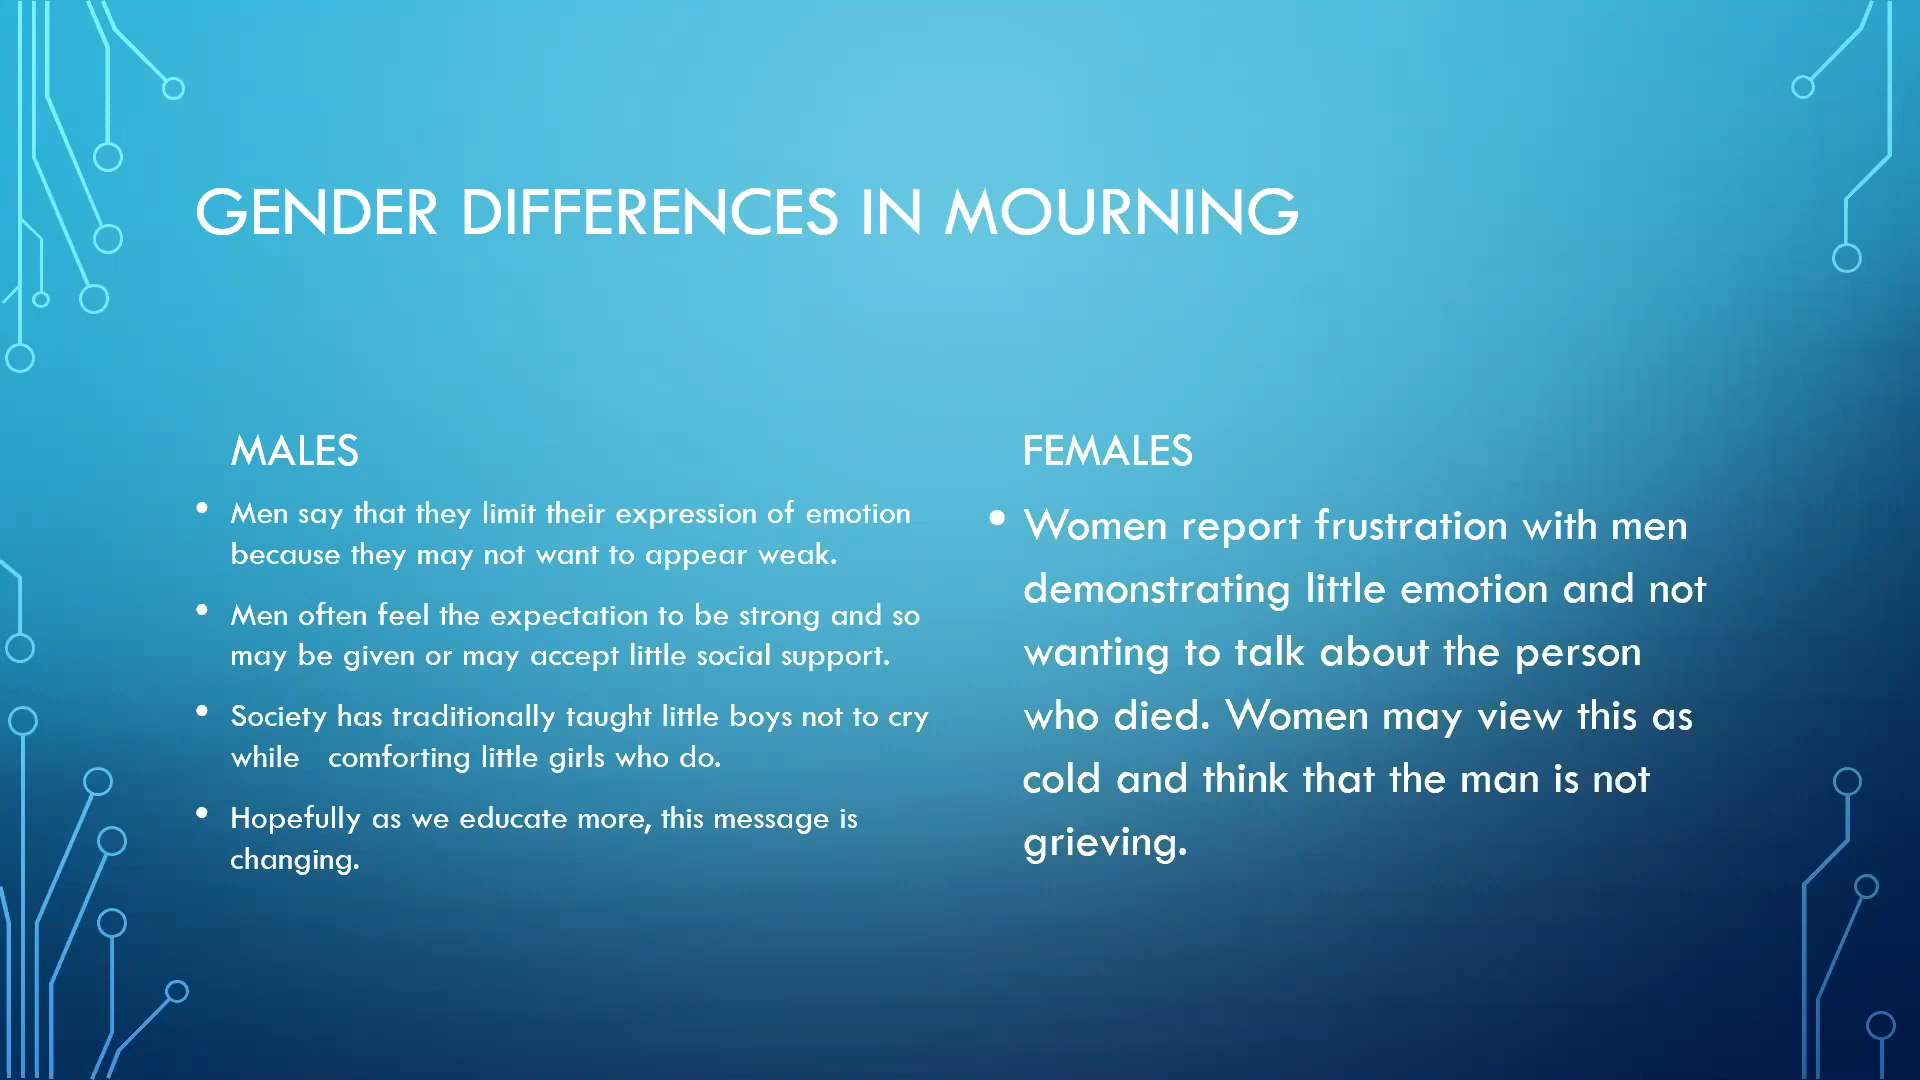 GENDER DIFFERENCES IN MOURNING
MALES
• Men say that they limit their expression of emotion
because they may not want to appear weak.
• Men often feel the expectation to be strong and so
may be given or may accept little social support.
• Society has traditionally taught little boys not to cry
while   comforting little girls who do.
• Hopefully as we educate more, this message is
changing.
FEMALES
• Women report frustration with men
demonstrating little emotion and not
wanting to talk about the person
who died. Women may view this as
cold and think that the man is not
grieving.